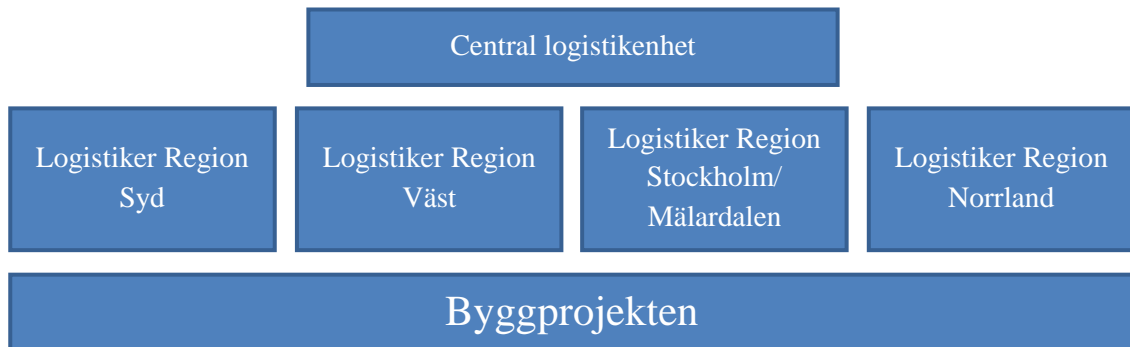 Central logistikenhet
Logistiker Region
Syd
Logistiker Region
Väst
Logistiker Region
Stockholm/
Mälardalen
Logistiker Region
Norrland
Byggprojekten